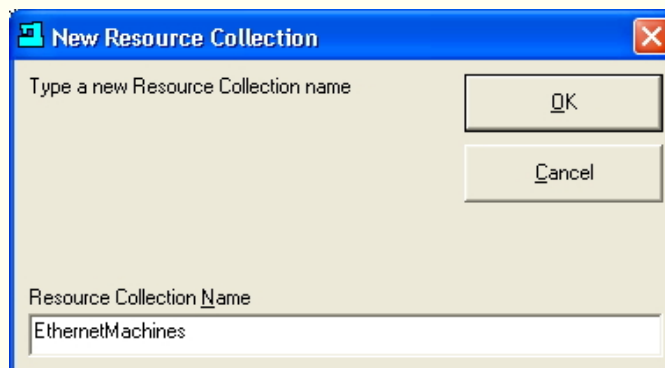 New Resource Collection
Type a new Resource Collection name
OK
Cancel
Resource Collection Name
EthernetMachines